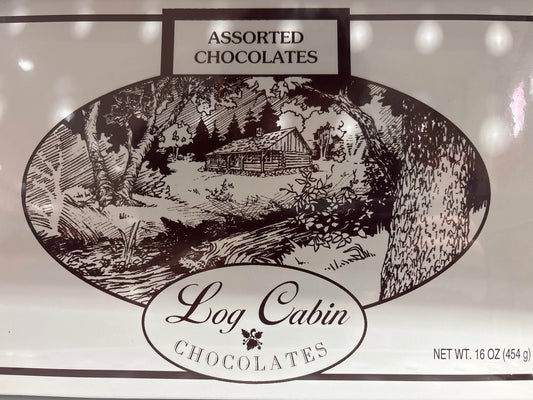 ASSORTED
CHOCOLATES
Log Cabin
CHOCOLATES
NET WT. 16 OZ (454 g)